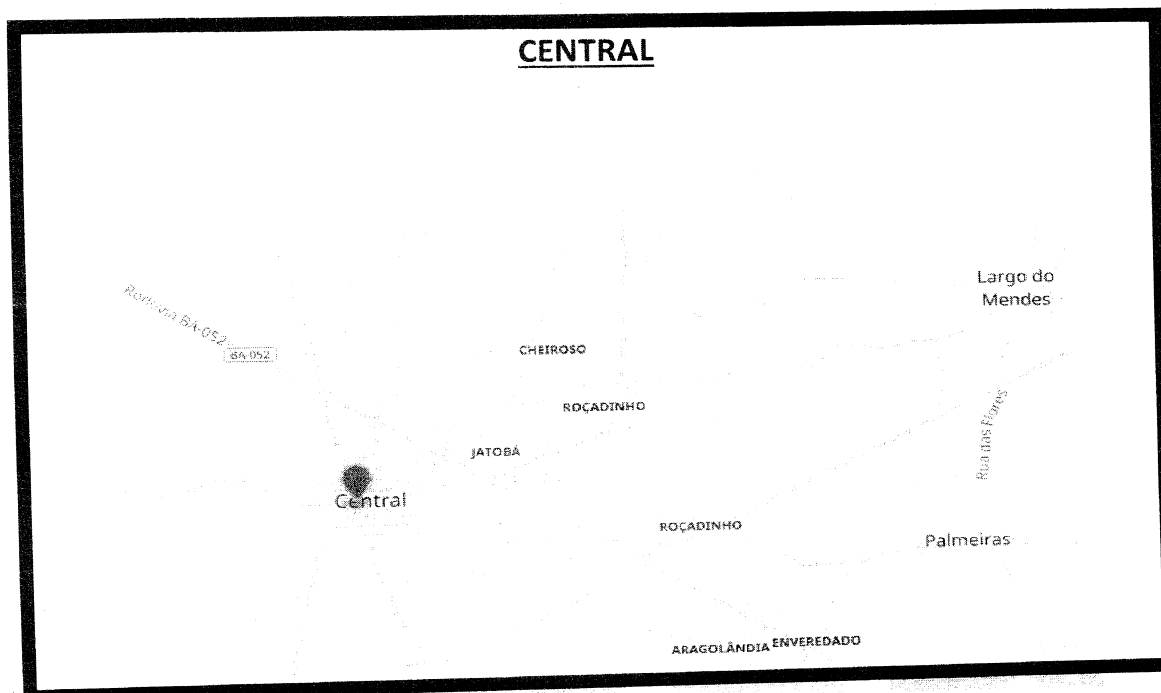 CENTRAL
Largo do
Mendes
Rodovia BA-052
BA-052
CHEIROSO
ROÇADINHO
Rua das Flores
JATOBÁ
Central
ROÇADINHO
Palmeiras
ARAGOLÂNDIA ENVEREDADO